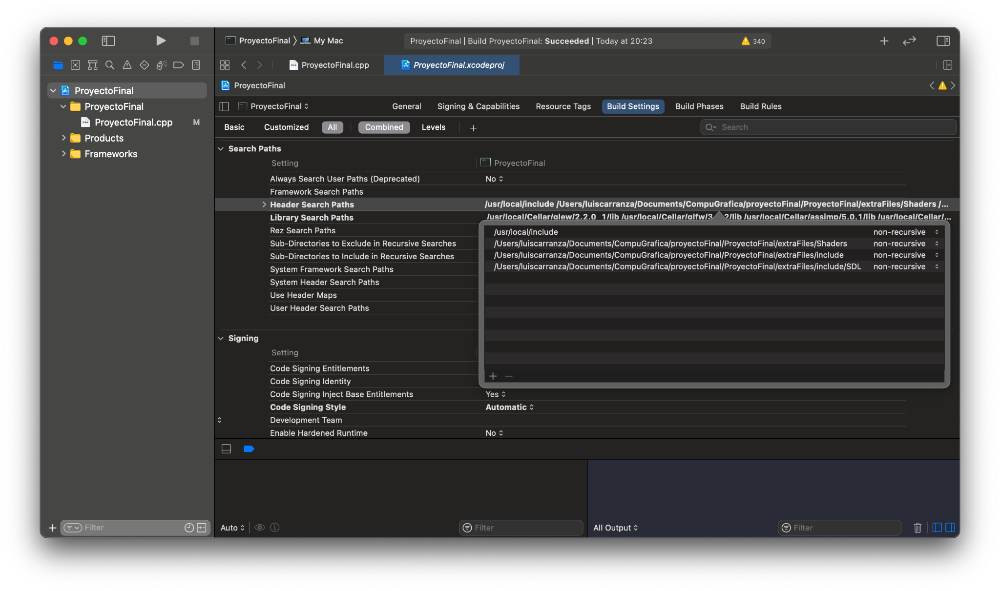 ProyectoFinal 〉 My Mac
ProyectoFinal | Build ProyectoFinal: Succeeded | Today at 20:23
340
ProyectoFinal.cpp
ProyectoFinal.xcodeproj
ProyectoFinal
ProyectoFinal
ProyectoFinal
ProyectoFinal.cpp M
Products
Frameworks
ProyectoFinal
General
Signing & Capabilities
Resource Tags
Build Settings
Build Phases
Build Rules
Basic
Customized
All
Combined
Levels
Search
Search Paths
Setting
ProyectoFinal
Always Search User Paths (Deprecated) No
Framework Search Paths
Header Search Paths /usr/local/include /Users/luiscarranza/Documents/CompuGrafica/proyectoFinal/ProyectoFinal/extraFiles/Shaders /...
Library Search Paths /usr/local/Cellar/glew/2.2.0_1/lib /usr/local/Cellar/glfw/3 2/lib /usr/local/Cellar/assimp/5.0.1/lib /usr/local/Cellar/...
Rez Search Paths
Sub-Directories to Exclude in Recursive Searches
Sub-Directories to Include in Recursive Searches
System Framework Search Paths
System Header Search Paths
Use Header Maps
User Header Search Paths
/usr/local/include non-recursive
/Users/luiscarranza/Documents/CompuGrafica/proyectoFinal/ProyectoFinal/extraFiles/Shaders non-recursive
/Users/luiscarranza/Documents/CompuGrafica/proyectoFinal/ProyectoFinal/extraFiles/include non-recursive
/Users/luiscarranza/Documents/CompuGrafica/proyectoFinal/ProyectoFinal/extraFiles/include/SDL non-recursive
Signing
Setting
Code Signing Entitlements
Code Signing Identity
Code Signing Inject Base Entitlements Yes
Code Signing Style Automatic
Development Team
Enable Hardened Runtime No
Filter
Auto
Filter
All Output
Filter